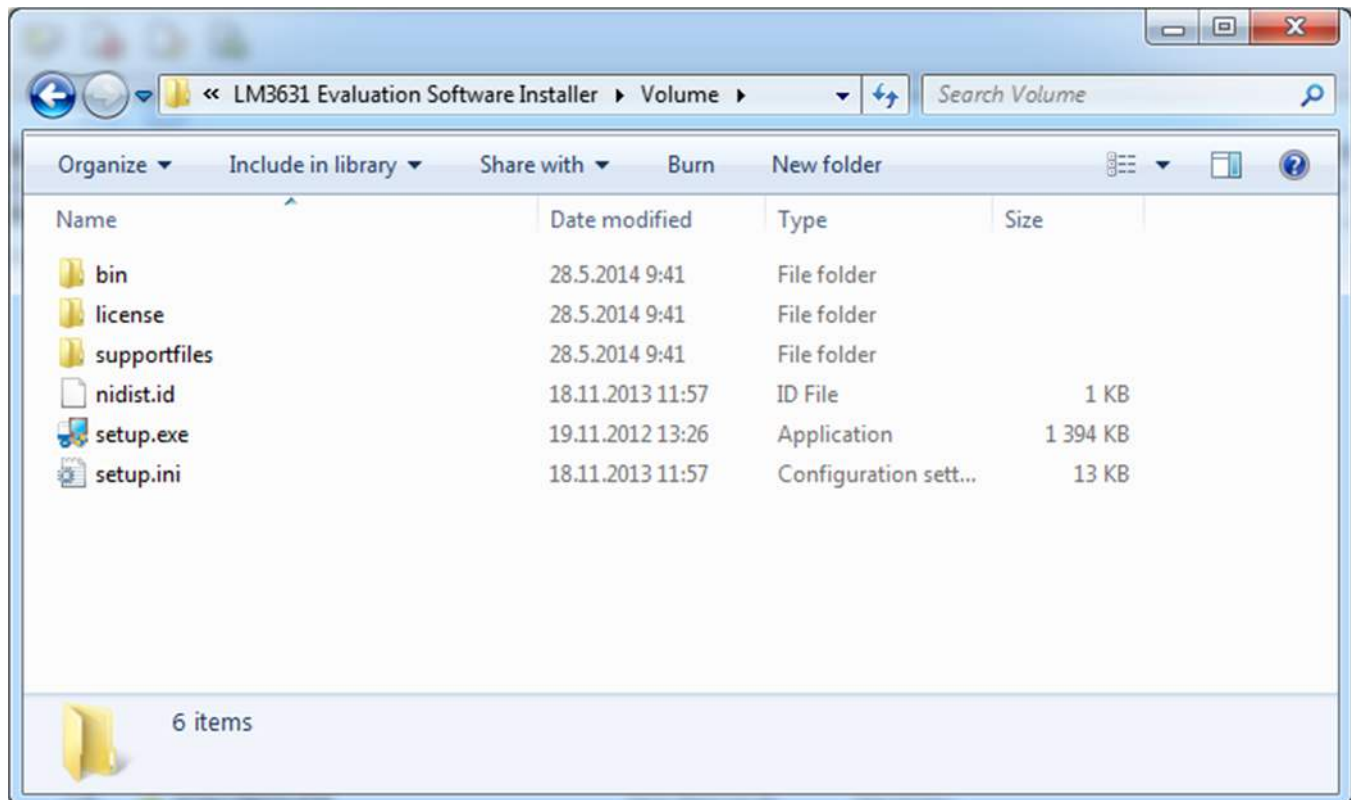 « LM3631 Evaluation Software Installer ▸ Volume ▸ Search Volume
Organize Include in library Share with Burn New folder
Name Date modified Type Size
bin 28.5.2014 9:41 File folder
license 28.5.2014 9:41 File folder
supportfiles 28.5.2014 9:41 File folder
nidist.id 18.11.2013 11:57 ID File 1 KB
setup.exe 19.11.2012 13:26 Application 1 394 KB
setup.ini 18.11.2013 11:57 Configuration sett... 13 KB
6 items